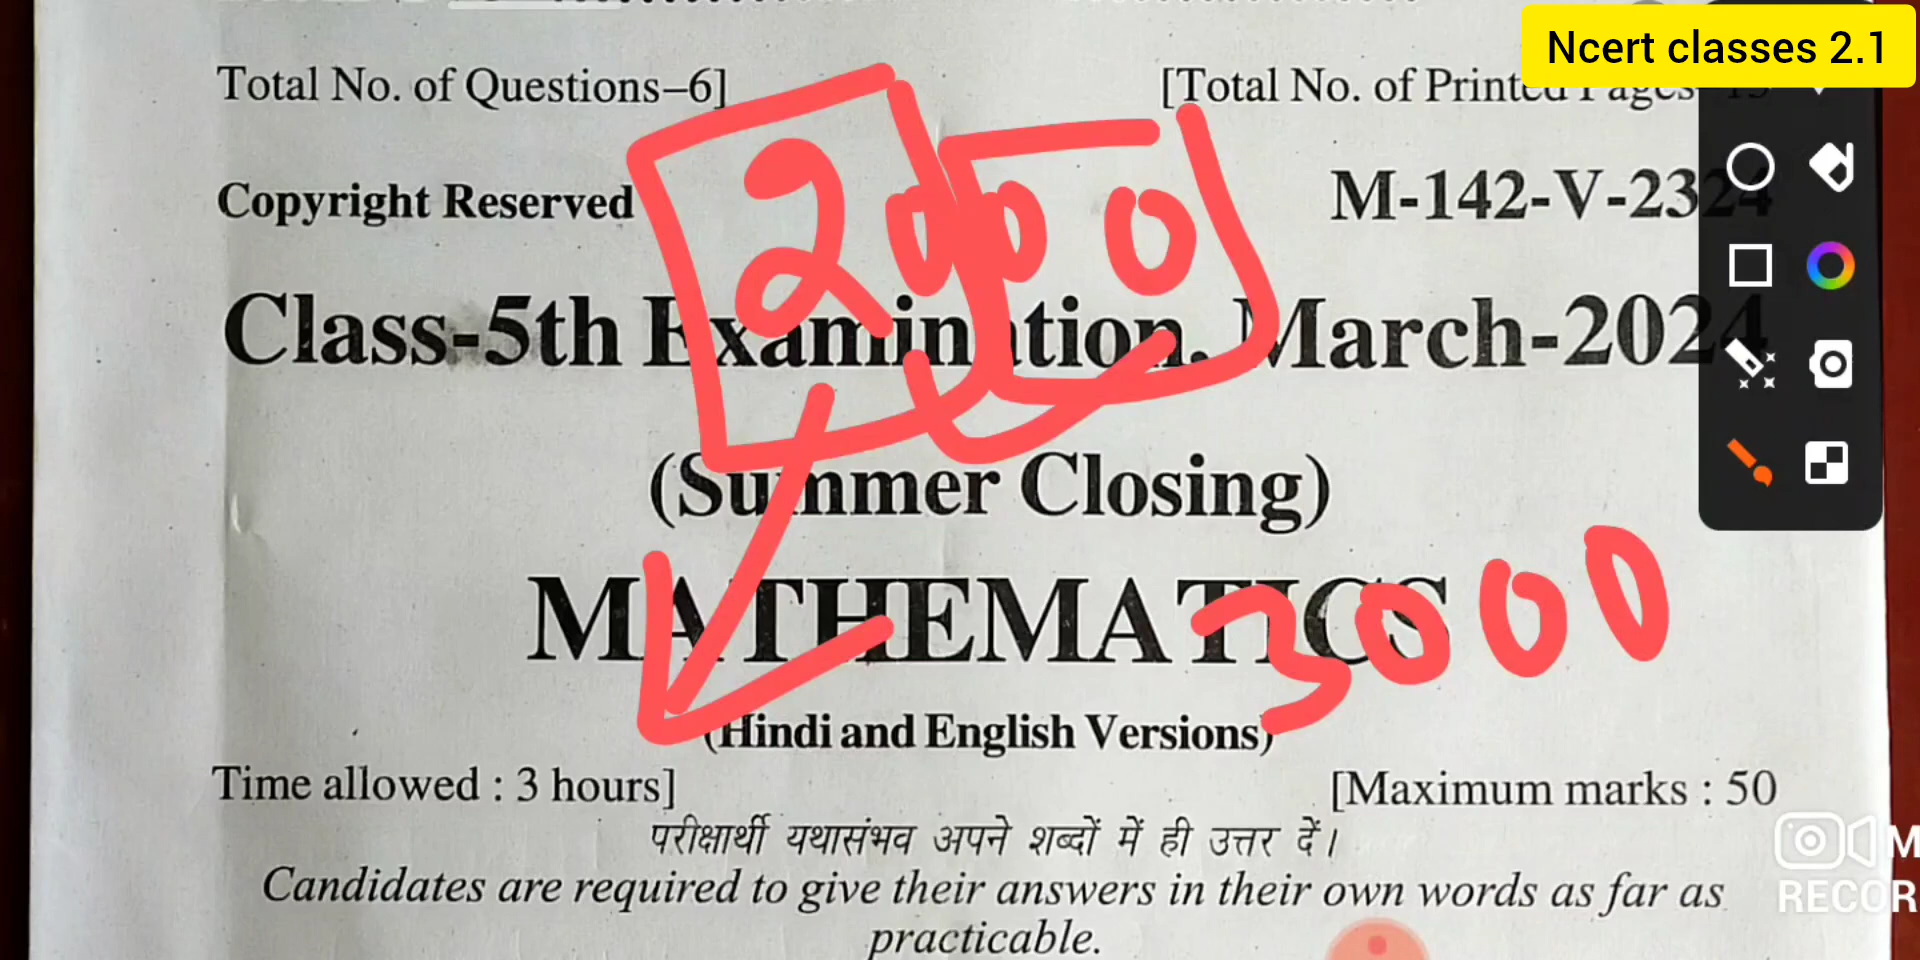 Ncert classes 2.1
Total No. of Questions–6]
[Total No. of Printed Pages
Copyright Reserved
M-142-V-2324
2000
Class-5th Examination, March-2024
(Summer Closing)
MATHEMATICS
3000
(Hindi and English Versions)
Time allowed : 3 hours]
[Maximum marks : 50
परीक्षार्थी यथासंभव अपने शब्दों में ही उत्तर दें।
Candidates are required to give their answers in their own words as far as
practicable.
M
RECOR